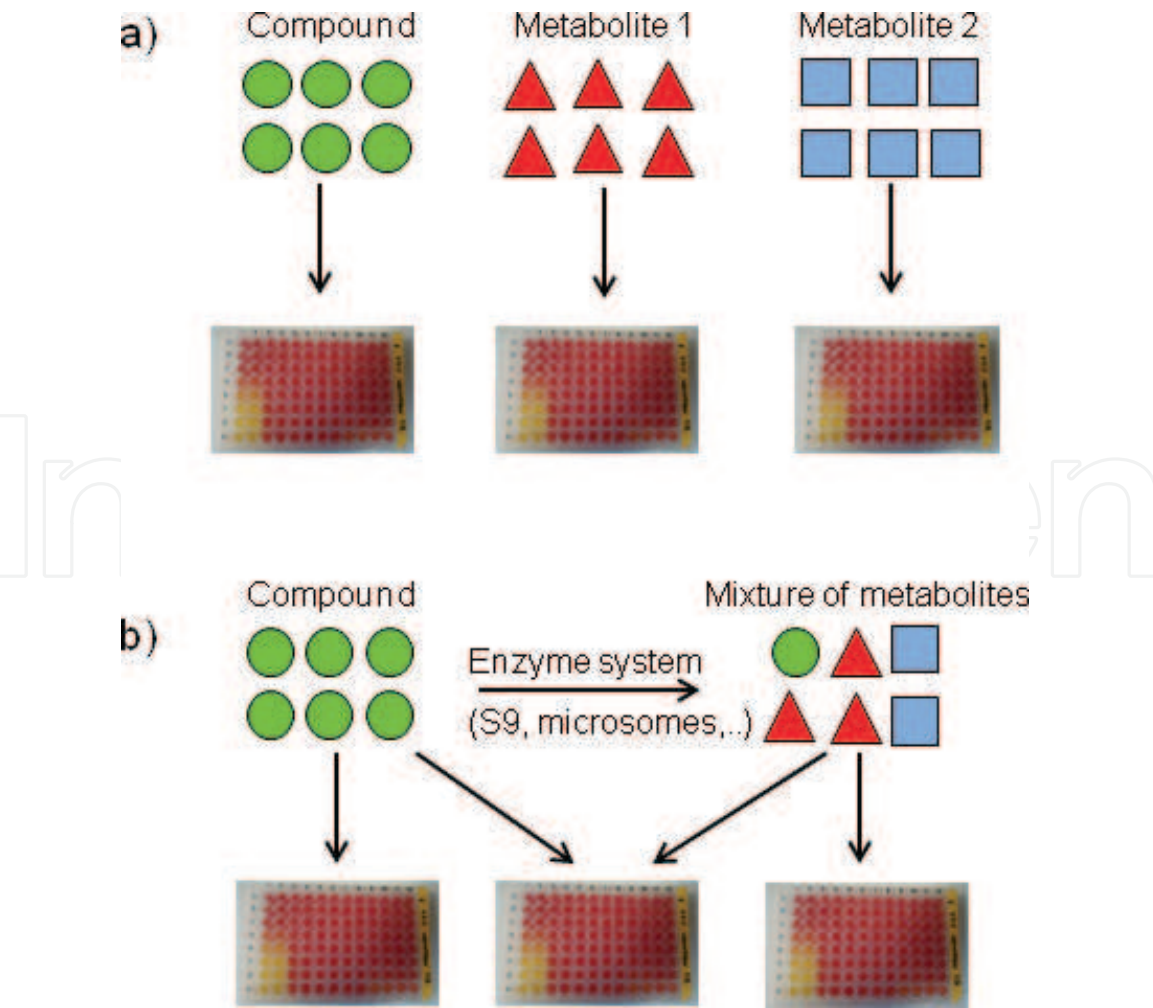 a)
Compound
Metabolite 1
Metabolite 2
b)
Compound
Mixture of metabolites
Enzyme system
(S9, microsomes,..)